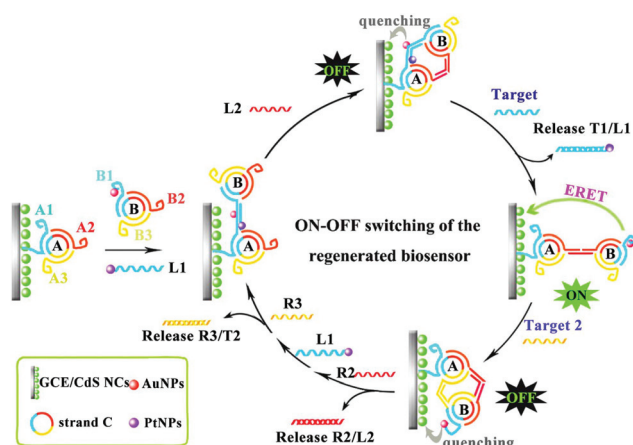 quenching
B
OFF
A
L2
Target
Release T1/L1
B1
B
B2
B3
A1
A2
A
A3
L1
B
A
ON-OFF switching of the
regenerated biosensor
ERET
A
B
ON
Target 2
R3
Release R3/T2
L1
R2
Release R2/L2
A
B
OFF
quenching
GCE/CdS NCs
AuNPs
strand C
PtNPs